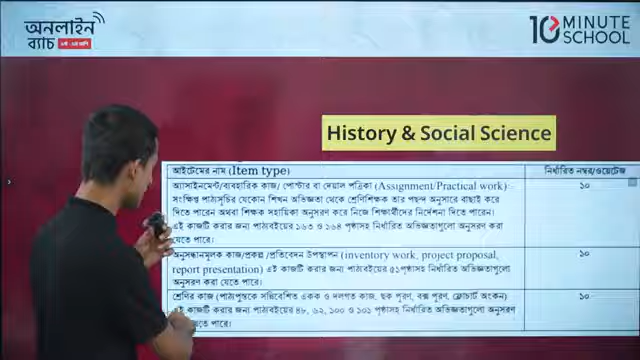 অনলাইন
ব্যাচ
10 MINUTE
SCHOOL
History & Social Science
আইটেমের নাম (Item type)
নির্ধারিত নম্বর/ওয়েটেজ
অ্যাসাইনমেন্ট/ব্যবহারিক কাজ/ পোস্টার বা দেয়াল পত্রিকা (Assignment/Practical work) :-
১০
সংক্ষিপ্ত পাঠ্যসূচির যেকোন শিখন অভিজ্ঞতা থেকে শ্রেণিশিক্ষক তার পছন্দ অনুসারে বাছাই করে
দিতে পারেন অথবা শিক্ষক সহায়িকা অনুসরণ করে নিজে শিক্ষার্থীদের নির্দেশনা দিতে পারেন।
এই কাজটি করার জন্য পাঠ্যবইয়ের ১৬৩ ও ১৬৪ পৃষ্ঠাসহ নির্ধারিত অভিজ্ঞতাগুলো অনুসরণ করা
যেতে পারে।
অনুসন্ধানমূলক কাজ/প্রকল্প /প্রতিবেদন উপস্থাপন (inventory work, project proposal,
১০
report presentation) এই কাজটি করার জন্য পাঠ্যবইয়ের ৫১পৃষ্ঠাসহ নির্ধারিত অভিজ্ঞতাগুলো
অনুসরণ করা যেতে পারে।
শ্রেণির কাজ (পাঠ্যপুস্তকে সন্নিবেশিত একক ও দলগত কাজ, ছক পূরণ, বক্স পূরণ, ফ্লোচার্ট অংকন)
১০
এই কাজটি করার জন্য পাঠ্যবইয়ের ৪৮, ৬২, ১০০ ও ১০১ পৃষ্ঠাসহ নির্ধারিত অভিজ্ঞতাগুলো অনুসরণ
যেতে পারে।